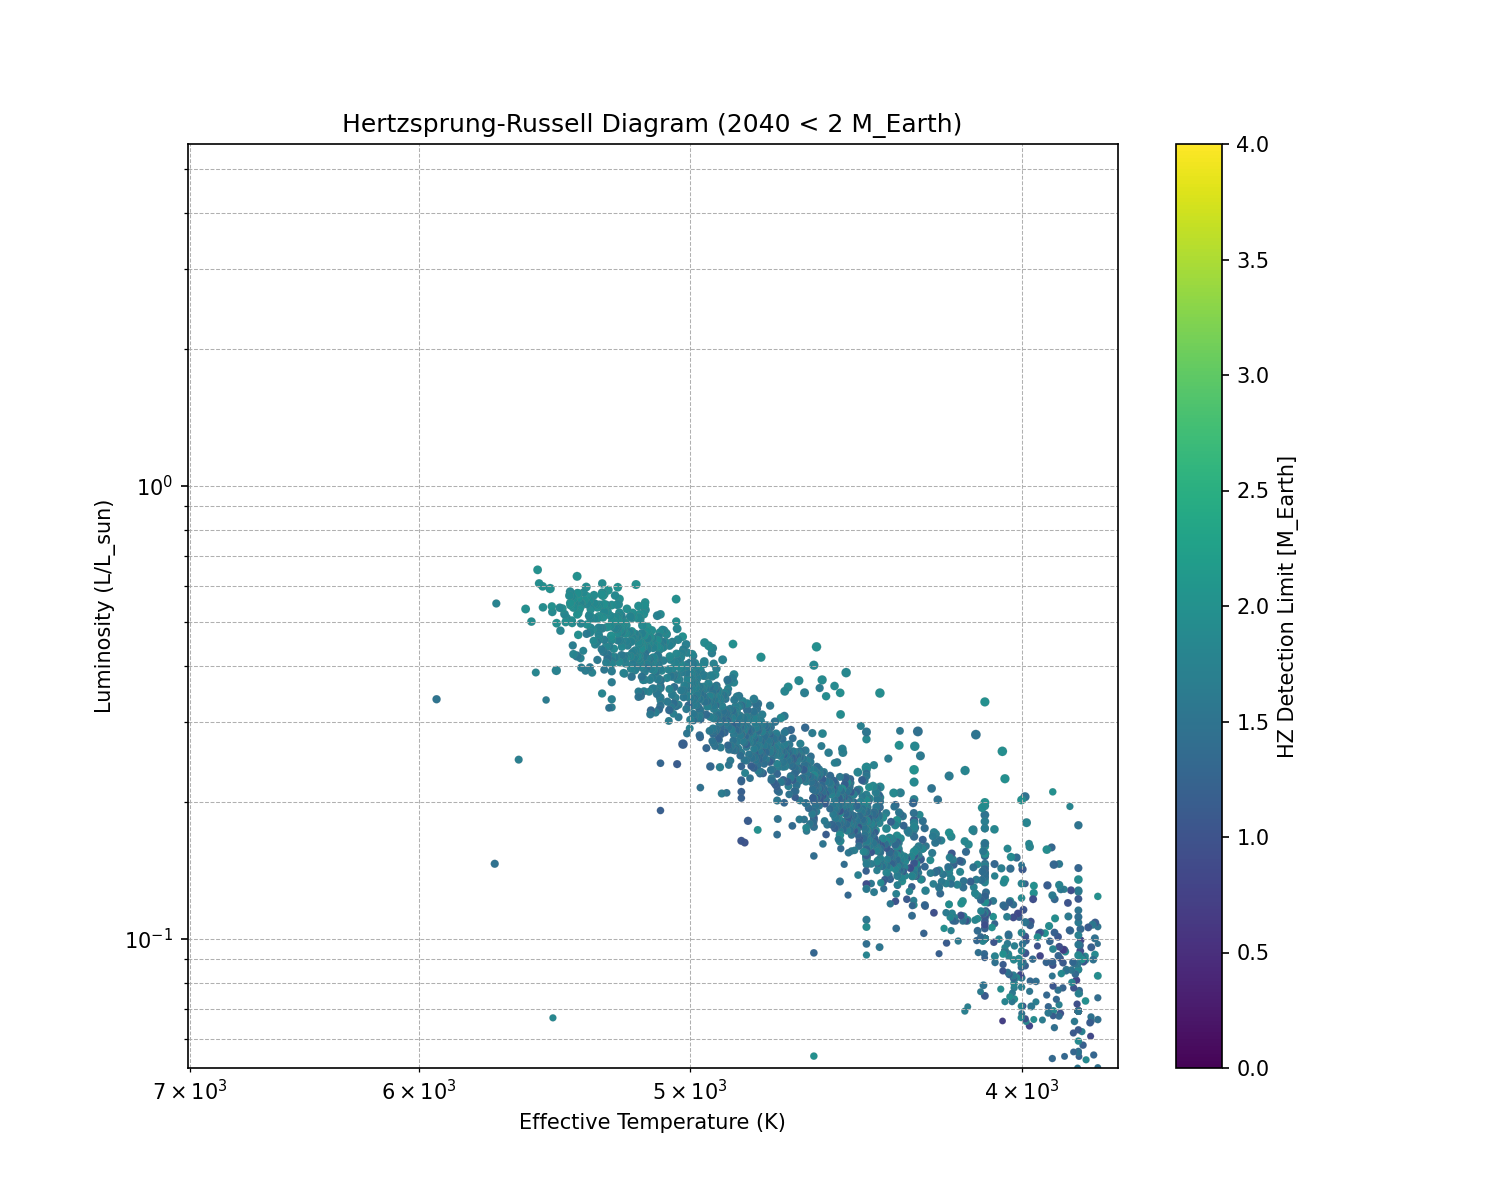 Hertzsprung-Russell Diagram (2040 < 2 M_Earth)
Luminosity (L/L_sun)
10⁰
10⁻¹
7 × 10³
6 × 10³
5 × 10³
4 × 10³
Effective Temperature (K)
4.0
3.5
3.0
2.5
2.0
1.5
1.0
0.5
0.0
HZ Detection Limit [M_Earth]